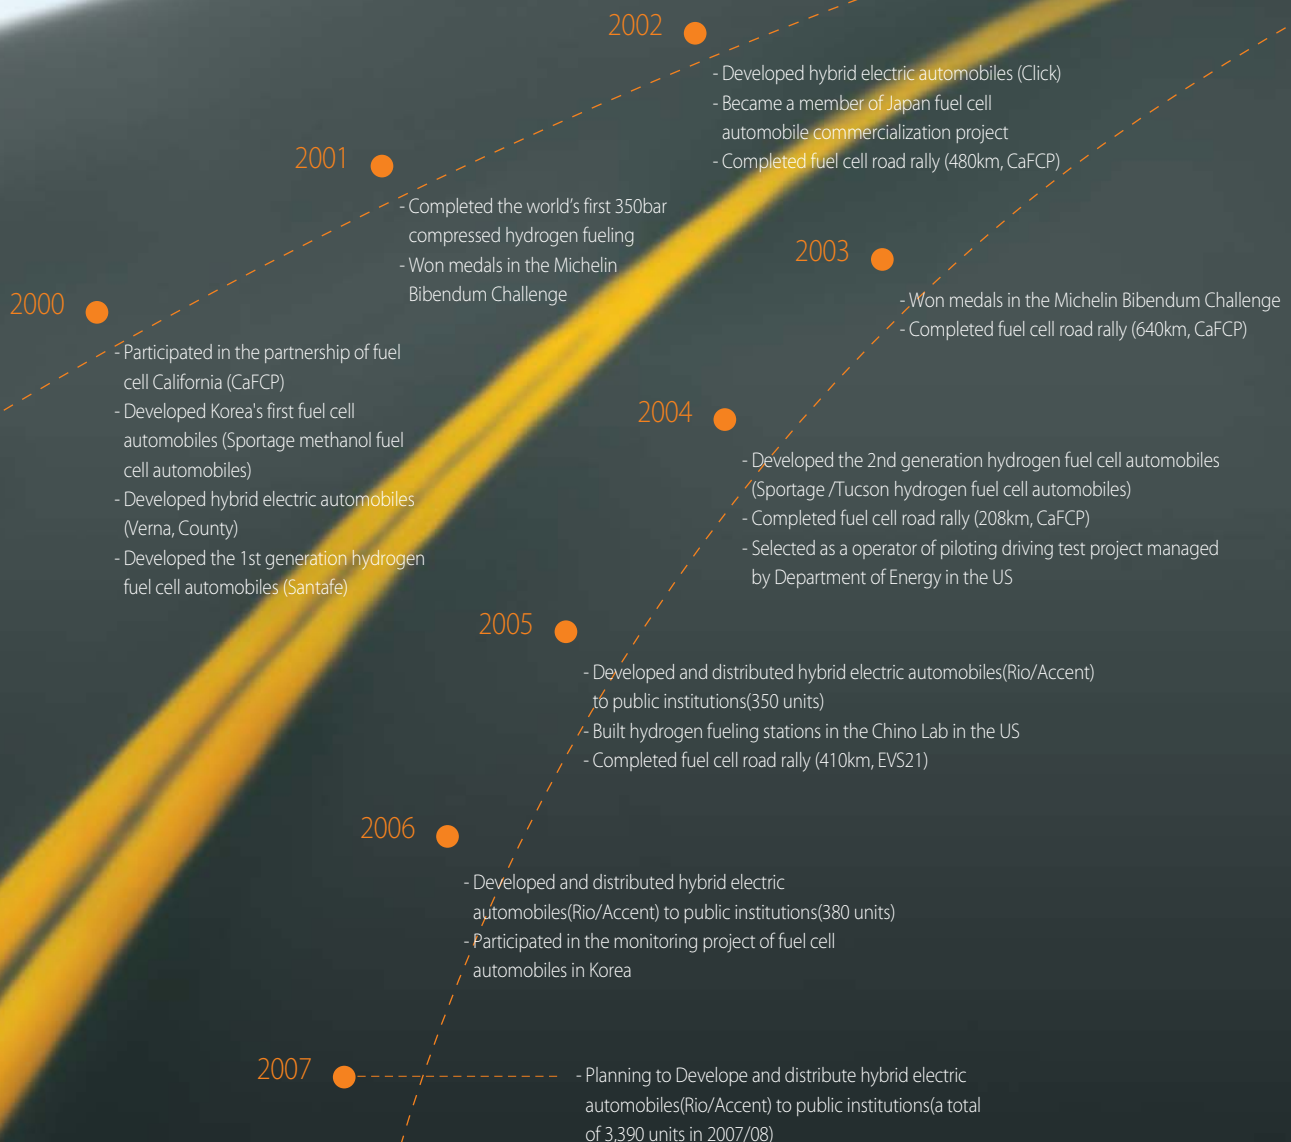 2000
- Participated in the partnership of fuel
cell California (CaFCP)
- Developed Korea's first fuel cell
automobiles (Sportage methanol fuel
cell automobiles)
- Developed hybrid electric automobiles
(Verna, County)
- Developed the 1st generation hydrogen
fuel cell automobiles (Santafe)
2001
- Completed the world’s first 350bar
compressed hydrogen fueling
- Won medals in the Michelin
Bibendum Challenge
2002
- Developed hybrid electric automobiles (Click)
- Became a member of Japan fuel cell
automobile commercialization project
- Completed fuel cell road rally (480km, CaFCP)
2003
- Won medals in the Michelin Bibendum Challenge
- Completed fuel cell road rally (640km, CaFCP)
2004
- Developed the 2nd generation hydrogen fuel cell automobiles
(Sportage /Tucson hydrogen fuel cell automobiles)
- Completed fuel cell road rally (208km, CaFCP)
- Selected as a operator of piloting driving test project managed
by Department of Energy in the US
2005
- Developed and distributed hybrid electric automobiles(Rio/Accent)
to public institutions(350 units)
- Built hydrogen fueling stations in the Chino Lab in the US
- Completed fuel cell road rally (410km, EVS21)
2006
- Developed and distributed hybrid electric
automobiles(Rio/Accent) to public institutions(380 units)
- Participated in the monitoring project of fuel cell
automobiles in Korea
2007
- Planning to Develope and distribute hybrid electric
automobiles(Rio/Accent) to public institutions(a total
of 3,390 units in 2007/08)